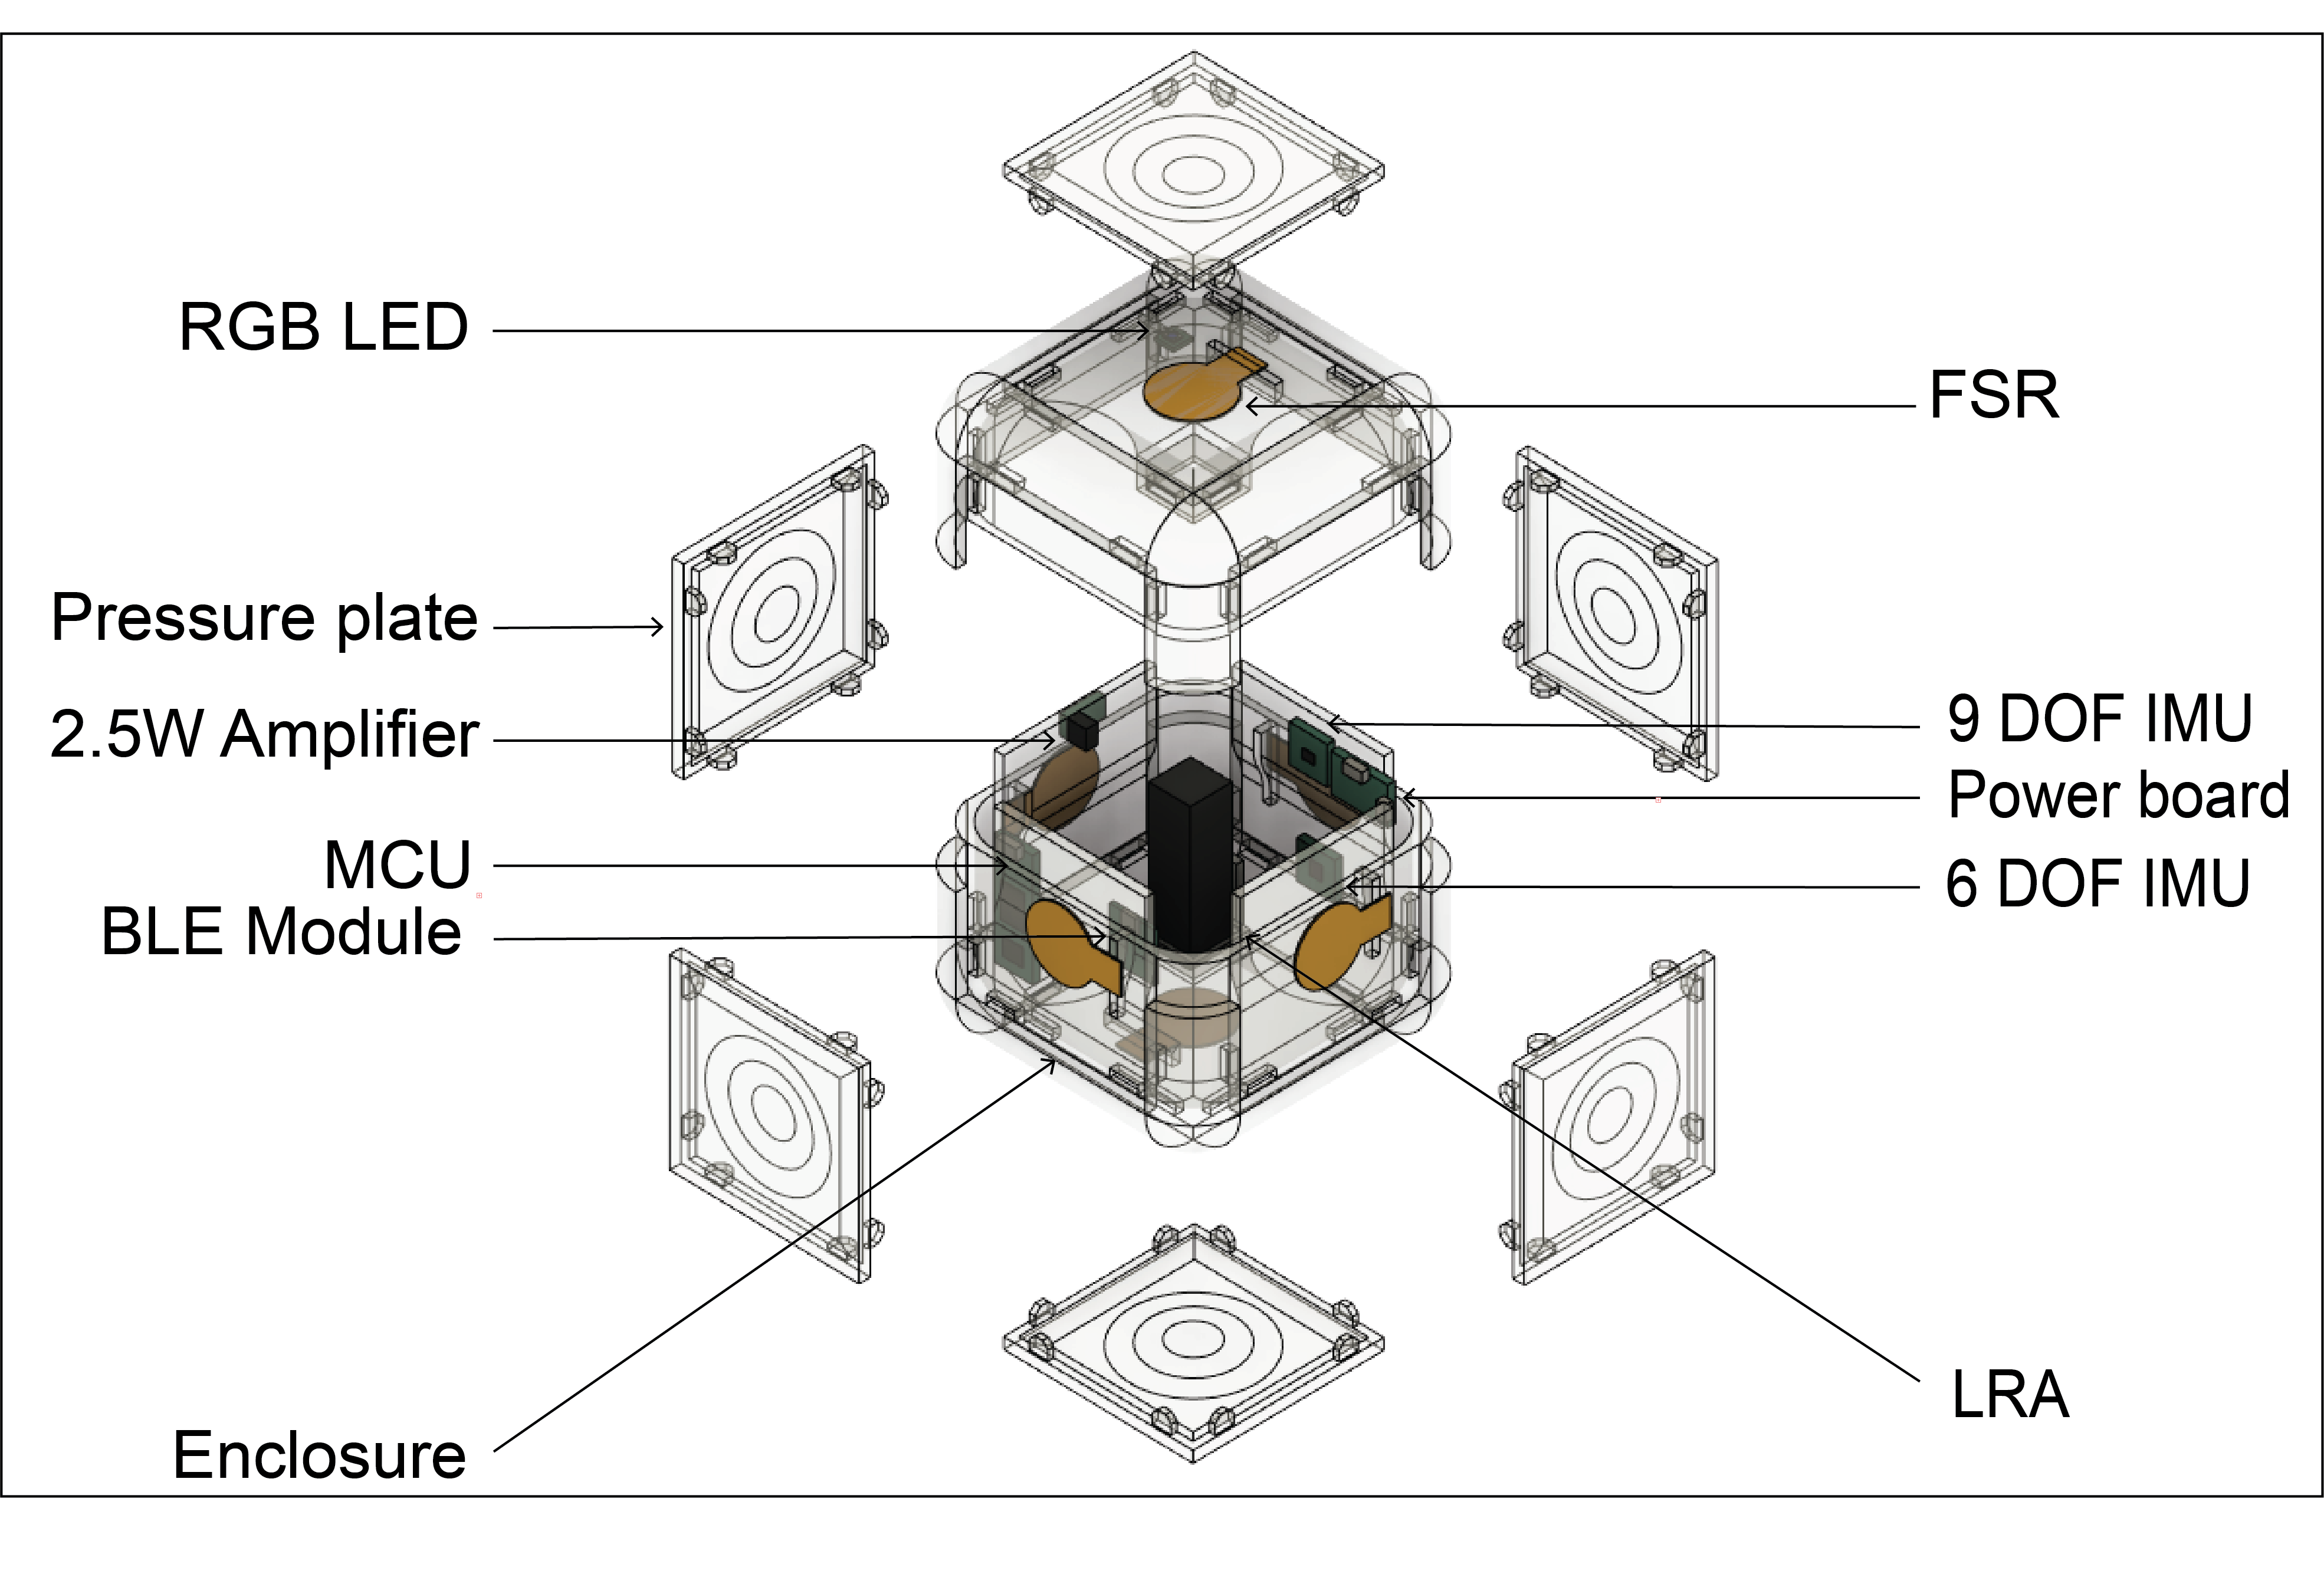 RGB LED
FSR
Pressure plate
2.5W Amplifier
9 DOF IMU
Power board
MCU
6 DOF IMU
BLE Module
LRA
Enclosure